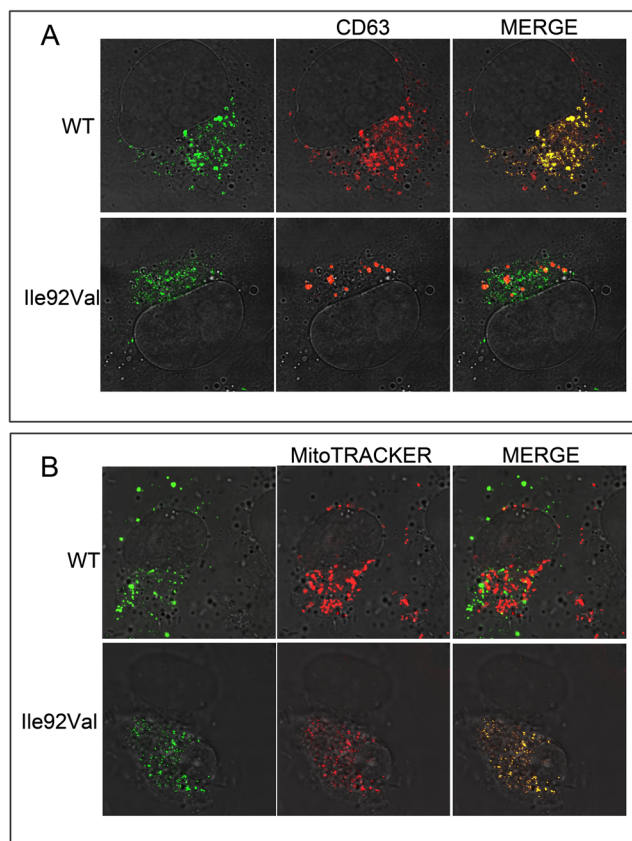 A
CD63 MERGE
WT
Ile92Val
B
MitoTRACKER MERGE
WT
Ile92Val